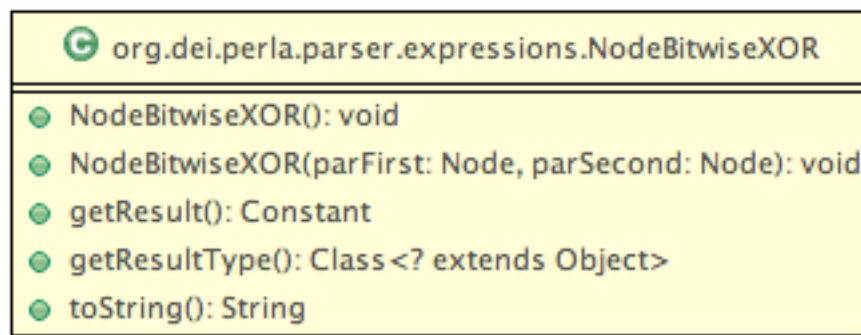 C org.dei.perla.parser.expressions.NodeBitwiseXOR
NodeBitwiseXOR(): void
NodeBitwiseXOR(parFirst: Node, parSecond: Node): void
getResult(): Constant
getResultType(): Class<? extends Object>
toString(): String